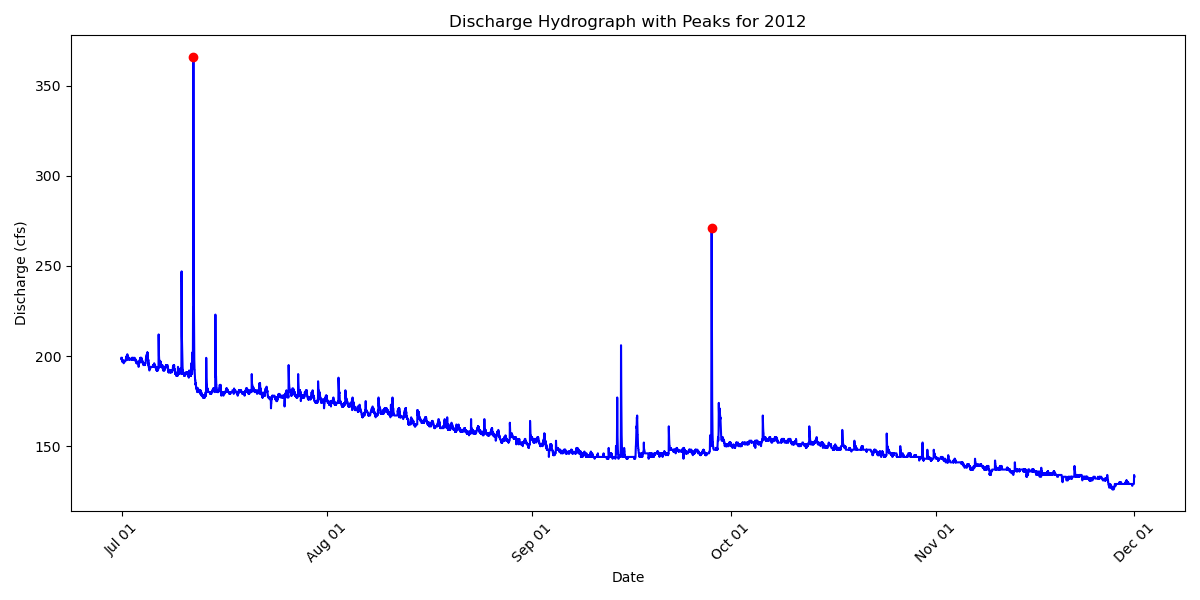 Discharge Hydrograph with Peaks for 2012
Discharge (cfs)
350
300
250
200
150
Jul 01
Aug 01
Sep 01
Oct 01
Nov 01
Dec 01
Date